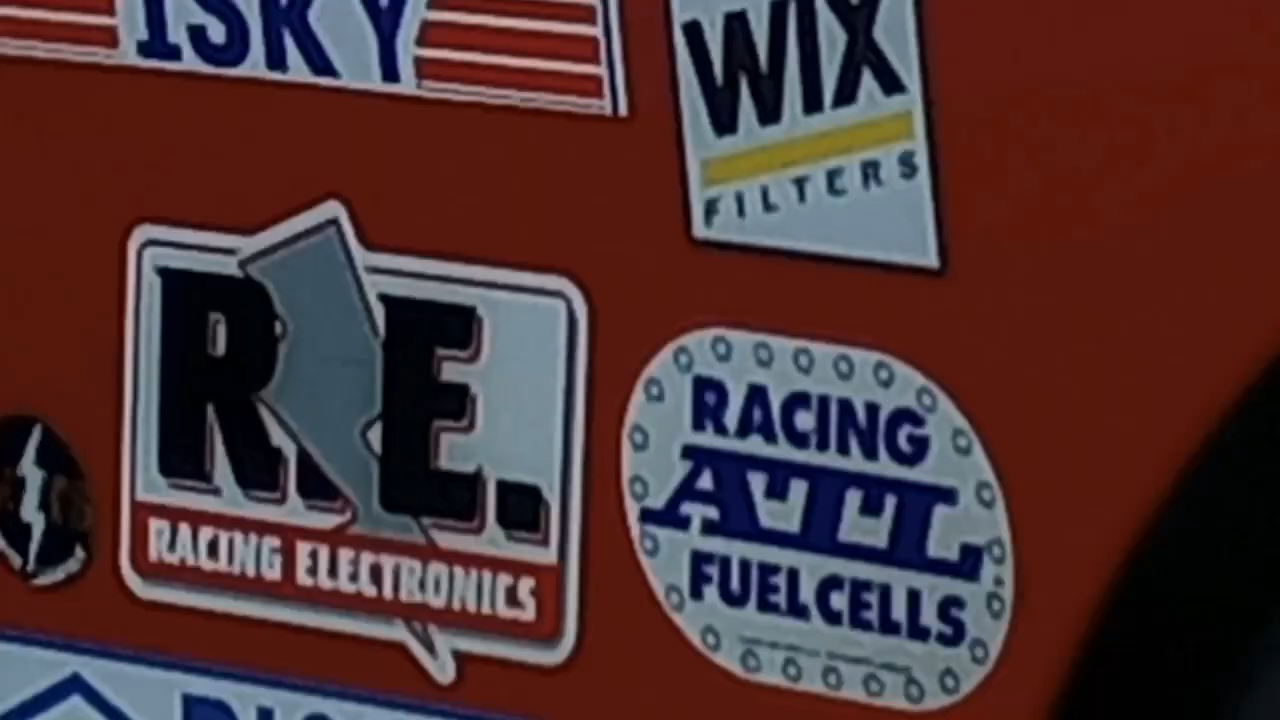 ISKY
WIX
FILTERS
R.E.
RACING ELECTRONICS
RACING
ATL
FUEL CELLS